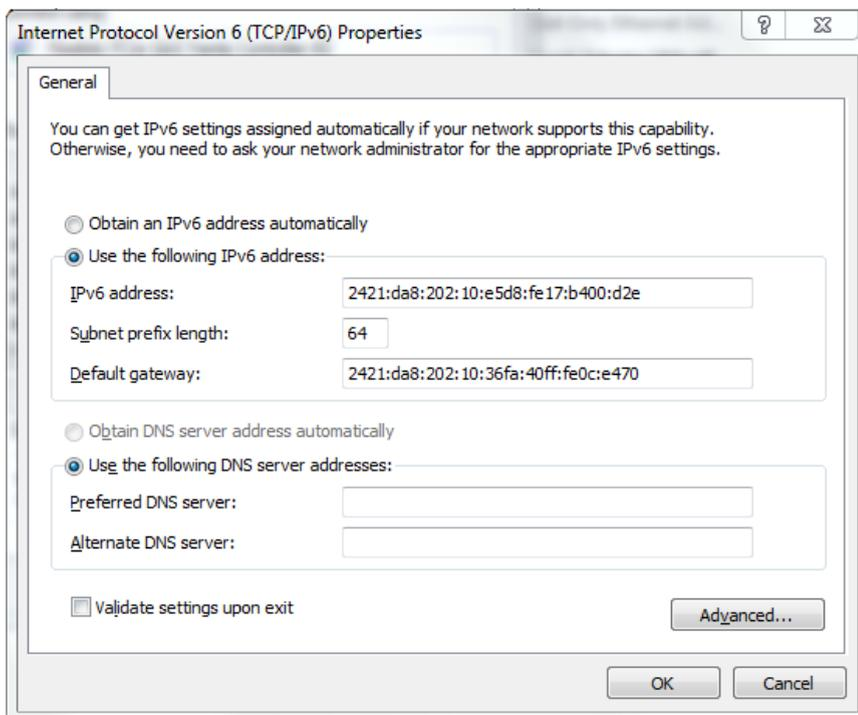 Internet Protocol Version 6 (TCP/IPv6) Properties
General
You can get IPv6 settings assigned automatically if your network supports this capability.
Otherwise, you need to ask your network administrator for the appropriate IPv6 settings.
Obtain an IPv6 address automatically
Use the following IPv6 address:
IPv6 address: 2421:da8:202:10:e5d8:fe17:b400:d2e
Subnet prefix length: 64
Default gateway: 2421:da8:202:10:36fa:40ff:fe0c:e470
Obtain DNS server address automatically
Use the following DNS server addresses:
Preferred DNS server:
Alternate DNS server:
Validate settings upon exit
Advanced...
OK Cancel